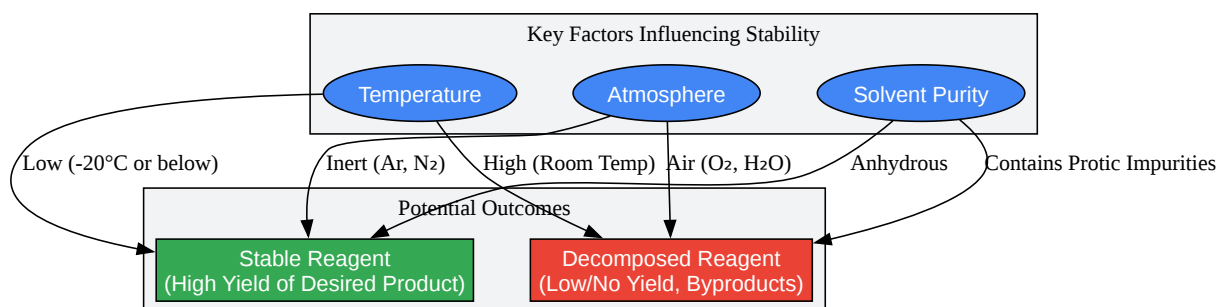 Key Factors Influencing Stability
Temperature
Atmosphere
Solvent Purity
Low (-20°C or below)
Inert (Ar, N₂)
High (Room Temp)
Air (O₂, H₂O)
Anhydrous
Contains Protic Impurities
Potential Outcomes
Stable Reagent
(High Yield of Desired Product)
Decomposed Reagent
(Low/No Yield, Byproducts)